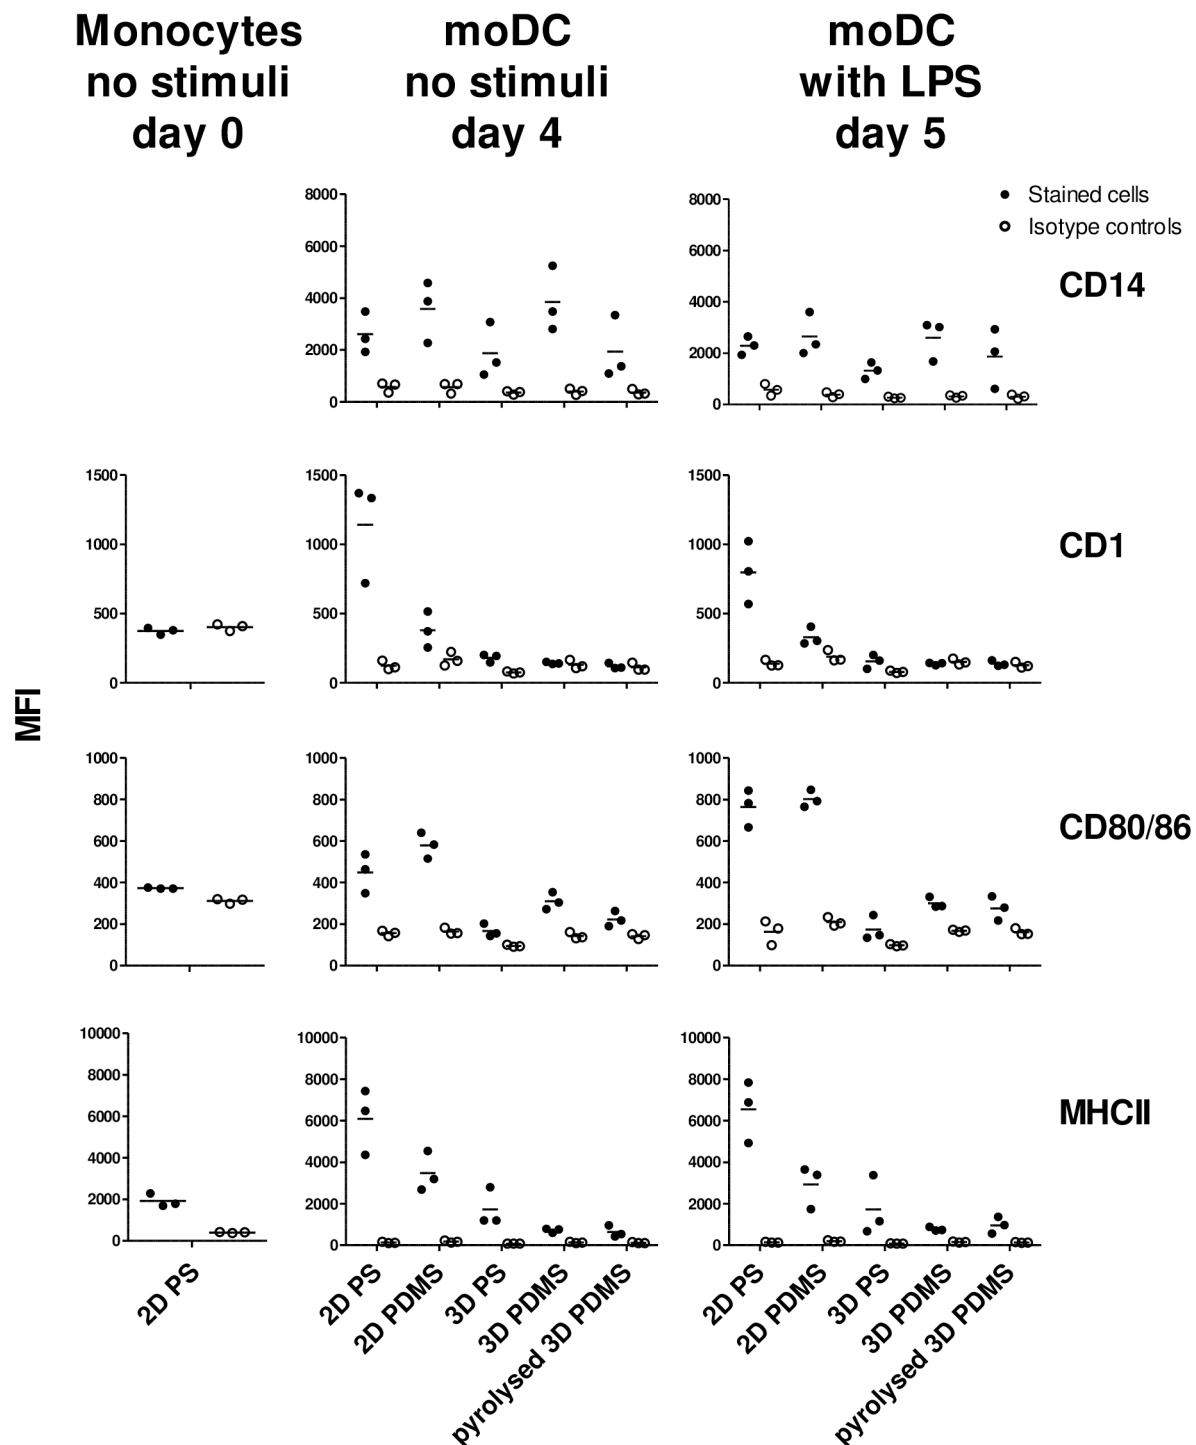 Monocytes
no stimuli
day 0
moDC
no stimuli
day 4
moDC
with LPS
day 5
Stained cells
Isotype controls
8000
6000
4000
2000
0
8000
6000
4000
2000
0
CD14
1500
1000
500
0
1500
1000
500
0
1500
1000
500
0
CD1
MFI
1000
800
600
400
200
0
1000
800
600
400
200
0
1000
800
600
400
200
0
CD80/86
10000
8000
6000
4000
2000
0
10000
8000
6000
4000
2000
0
10000
8000
6000
4000
2000
0
MHCII
2D PS
2D PS
2D PDMS
3D PS
3D PDMS
pyrolysed 3D PDMS
2D PS
2D PDMS
3D PS
3D PDMS
pyrolysed 3D PDMS